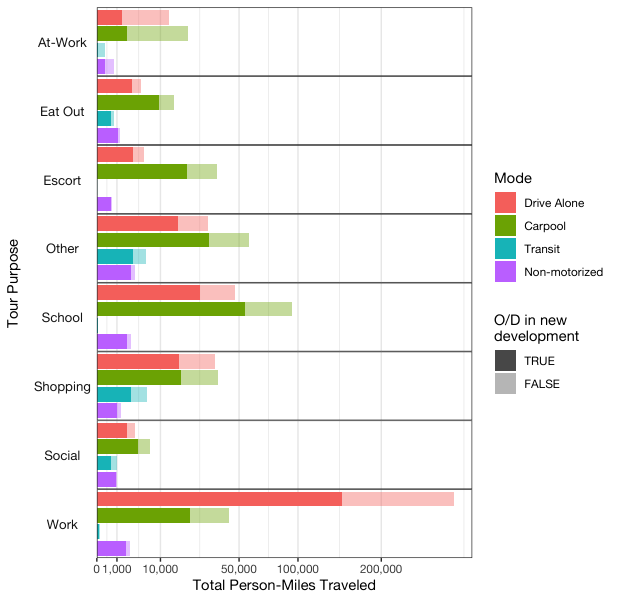 At-Work
Eat Out
Escort
Other
School
Shopping
Social
Work
Tour Purpose
0 1,000 10,000 50,000 100,000 200,000
Total Person-Miles Traveled
Mode
Drive Alone
Carpool
Transit
Non-motorized
O/D in new
development
TRUE
FALSE